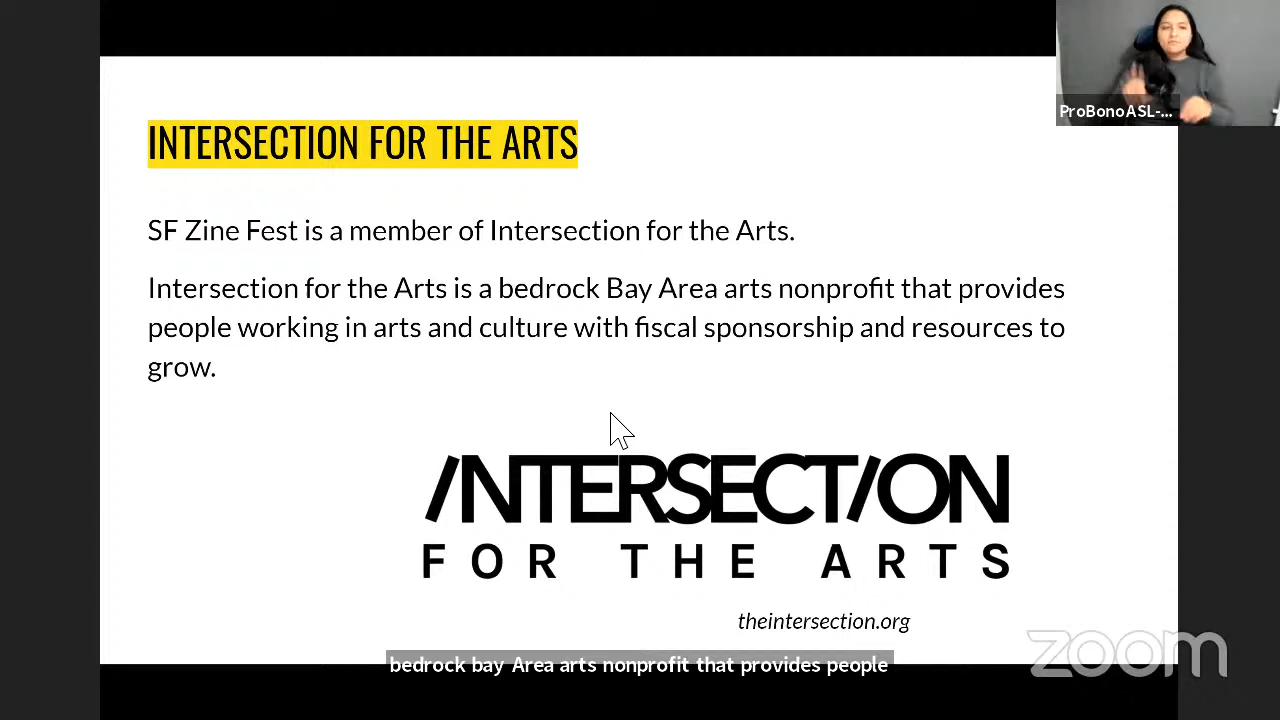 ProBonoASL-...
INTERSECTION FOR THE ARTS
SF Zine Fest is a member of Intersection for the Arts.
Intersection for the Arts is a bedrock Bay Area arts nonprofit that provides
people working in arts and culture with fiscal sponsorship and resources to
grow.
INTERSECTION
FOR THE ARTS
theintersection.org
zoom
bedrock bay Area arts nonprofit that provides people